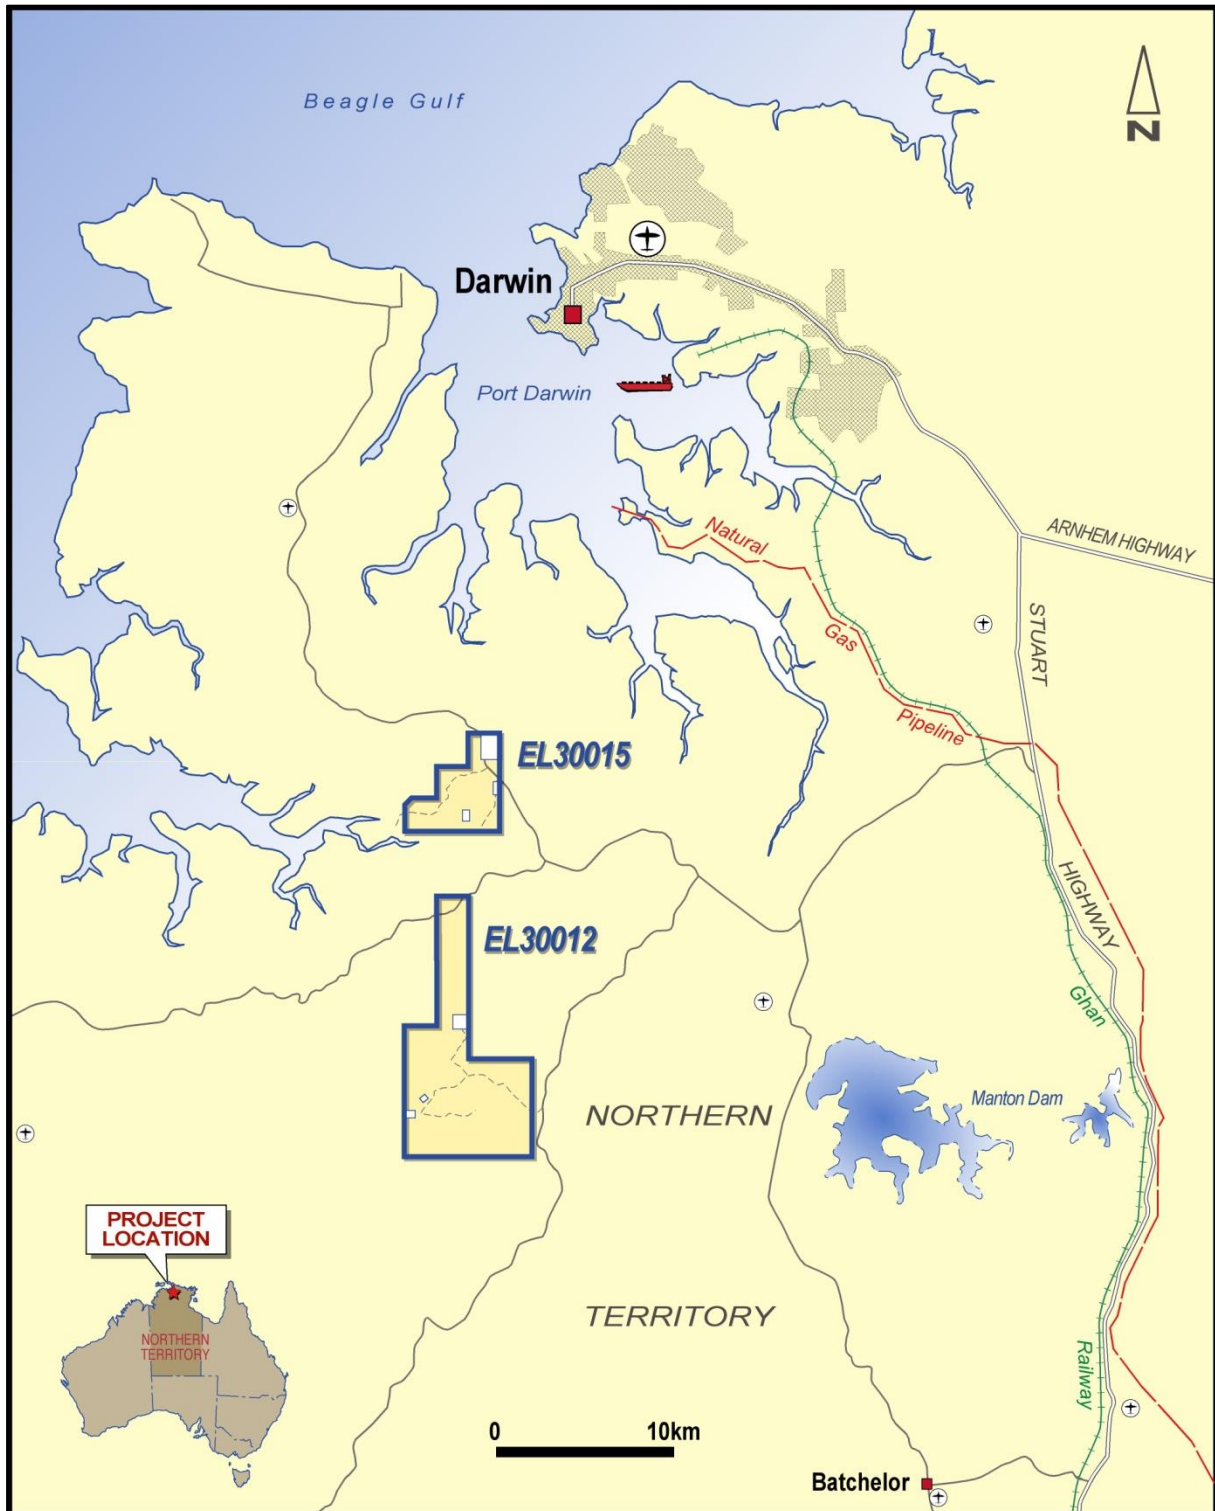 Beagle Gulf
N
Darwin
Port Darwin
ARNHEM HIGHWAY
Natural
Gas
Pipeline
STUART
HIGHWAY
EL30015
EL30012
Ghan
Railway
Manton Dam
NORTHERN
TERRITORY
PROJECT
LOCATION
NORTHERN
TERRITORY
0 10km
Batchelor